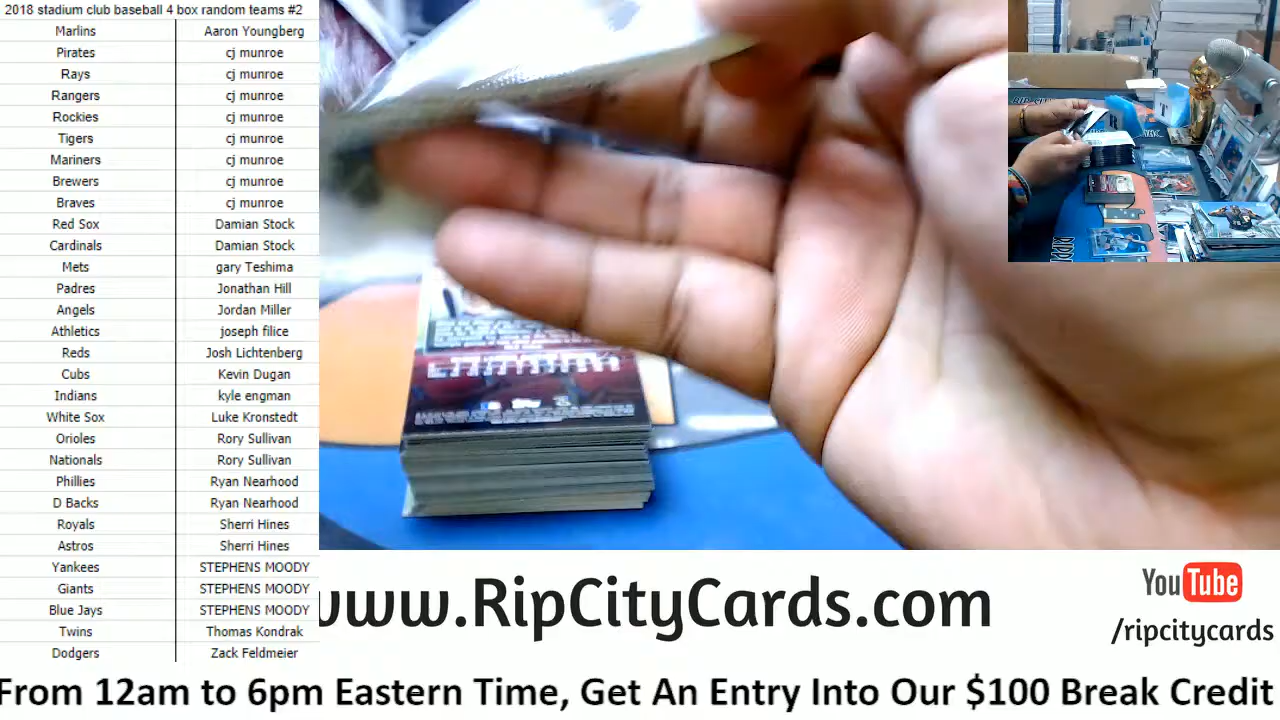 2018 stadium club baseball 4 box random teams #2
Marlins Aaron Youngberg
Pirates cj munroe
Rays cj munroe
Rangers cj munroe
Rockies cj munroe
Tigers cj munroe
Mariners cj munroe
Brewers cj munroe
Braves cj munroe
Red Sox Damian Stock
Cardinals Damian Stock
Mets gary Teshima
Padres Jonathan Hill
Angels Jordan Miller
Athletics joseph filice
Reds Josh Lichtenberg
Cubs Kevin Dugan
Indians kyle engman
White Sox Luke Kronstedt
Orioles Rory Sullivan
Nationals Rory Sullivan
Phillies Ryan Nearhood
D Backs Ryan Nearhood
Royals Sherri Hines
Astros Sherri Hines
Yankees STEPHENS MOODY
Giants STEPHENS MOODY
Blue Jays STEPHENS MOODY
Twins Thomas Kondrak
Dodgers Zack Feldmeier
www.RipCityCards.com
YouTube
/ripcitycards
From 12am to 6pm Eastern Time, Get An Entry Into Our $100 Break Credit